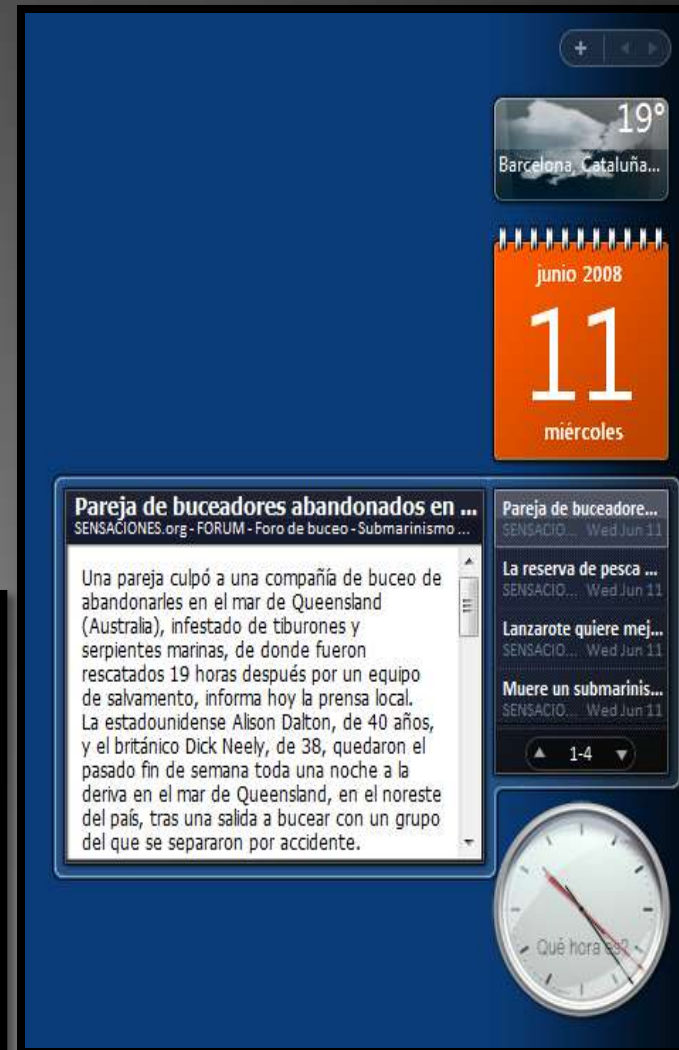 +
19°
Barcelona, Cataluña...
junio 2008
11
miércoles
Pareja de buceadores abandonados en ...
SENSACIONES.org - FORUM - Foro de buceo - Submarinismo ...
Una pareja culpó a una compañía de buceo de
abandonarles en el mar de Queensland
(Australia), infestado de tiburones y
serpientes marinas, de donde fueron
rescatados 19 horas después por un equipo
de salvamento, informa hoy la prensa local.
La estadounidense Alison Dalton, de 40 años,
y el británico Dick Neely, de 38, quedaron el
pasado fin de semana toda una noche a la
deriva en el mar de Queensland, en el noreste
del país, tras una salida a bucear con un grupo
del que se separaron por accidente.
Pareja de buceadore...
SENSACIO... Wed Jun 11
La reserva de pesca ...
SENSACIO... Wed Jun 11
Lanzarote quiere mej...
SENSACIO... Wed Jun 11
Muere un submarinis...
SENSACIO... Wed Jun 11
1-4
Qué hora es?